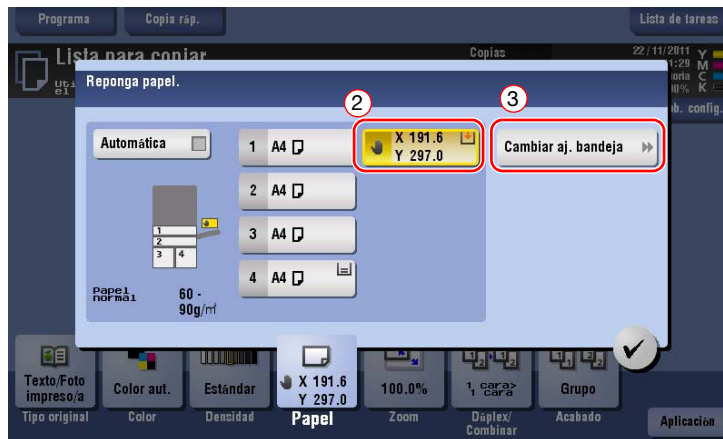 Programa
Copia ráp.
Lista de tareas
Lista para copiar
Copias
22/11/2011
1:29
Y
M
C
K
Reponga papel.
2
3
Automática
1 A4
X 191.6
Y 297.0
Cambiar aj. bandeja
2 A4
3 A4
4 A4
1
2
3 4
Papel
normal
60 -
90g/㎡
Texto/Foto
impreso/a
Color aut.
Estándar
X 191.6
Y 297.0
100.0%
1 cara>
1 cara
Grupo
Tipo original
Color
Densidad
Papel
Zoom
Dúplex/
Combinar
Acabado
Aplicación